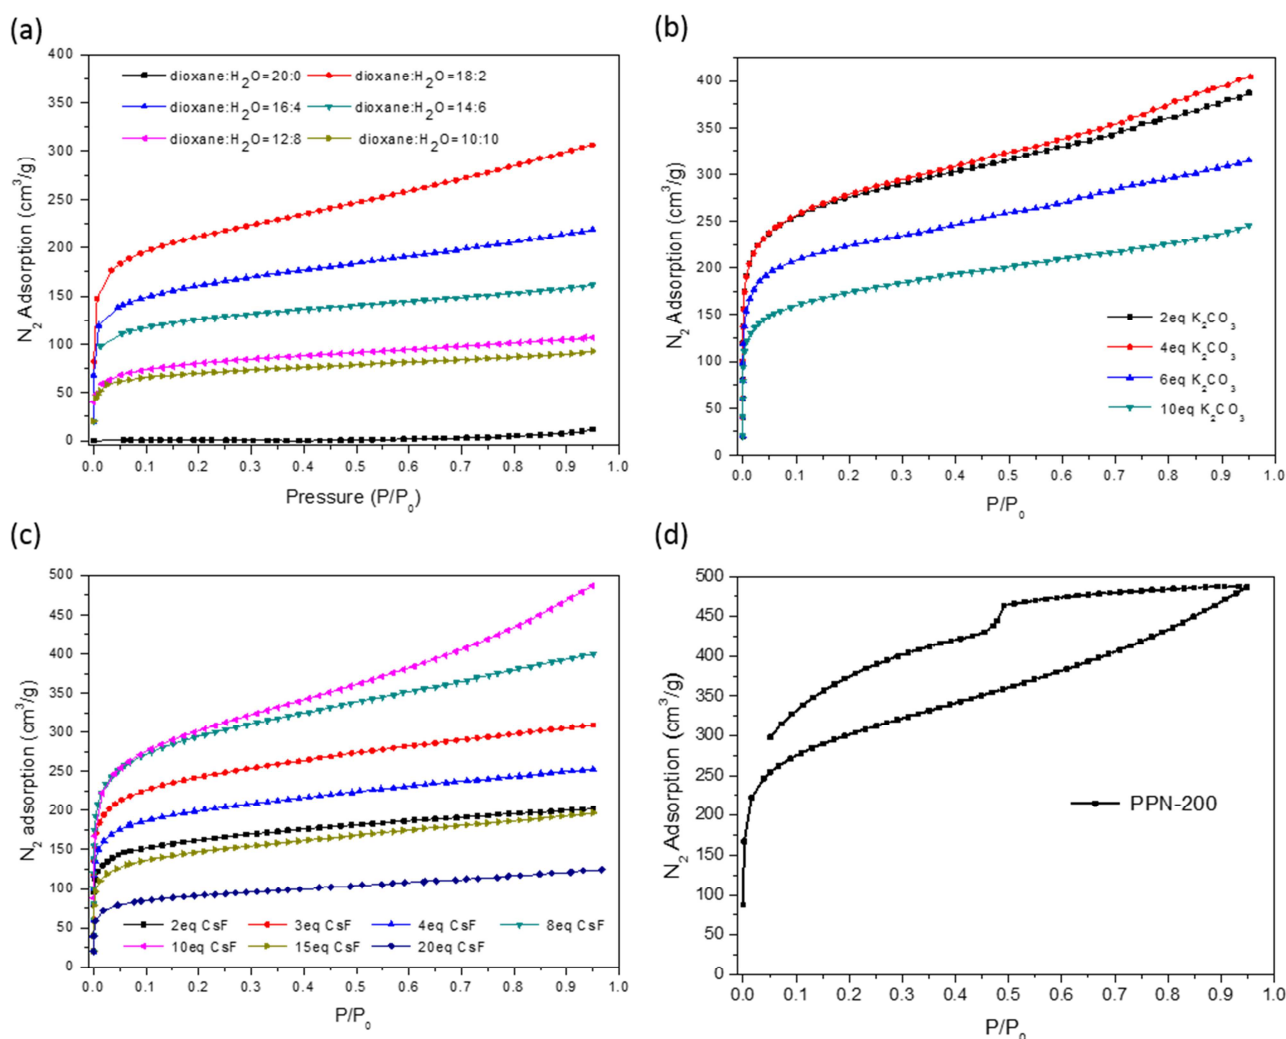 (a)
400
350
300
250
200
150
100
50
0
N2 Adsorption (cm3/g)
dioxane:H2O=20:0
dioxane:H2O=18:2
dioxane:H2O=16:4
dioxane:H2O=14:6
dioxane:H2O=12:8
dioxane:H2O=10:10
0.0 0.1 0.2 0.3 0.4 0.5 0.6 0.7 0.8 0.9 1.0
Pressure (P/P0)
(b)
400
350
300
250
200
150
100
50
0
N2 Adsorption (cm3/g)
2eq K2CO3
4eq K2CO3
6eq K2CO3
10eq K2CO3
0.0 0.1 0.2 0.3 0.4 0.5 0.6 0.7 0.8 0.9 1.0
P/P0
(c)
500
450
400
350
300
250
200
150
100
50
0
N2 adsorption (cm3/g)
2eq CsF 3eq CsF 4eq CsF 8eq CsF
10eq CsF 15eq CsF 20eq CsF
0.0 0.1 0.2 0.3 0.4 0.5 0.6 0.7 0.8 0.9 1.0
P/P0
(d)
500
450
400
350
300
250
200
150
100
50
0
N2 Adsorption (cm3/g)
PPN-200
0.0 0.1 0.2 0.3 0.4 0.5 0.6 0.7 0.8 0.9 1.0
P/P0